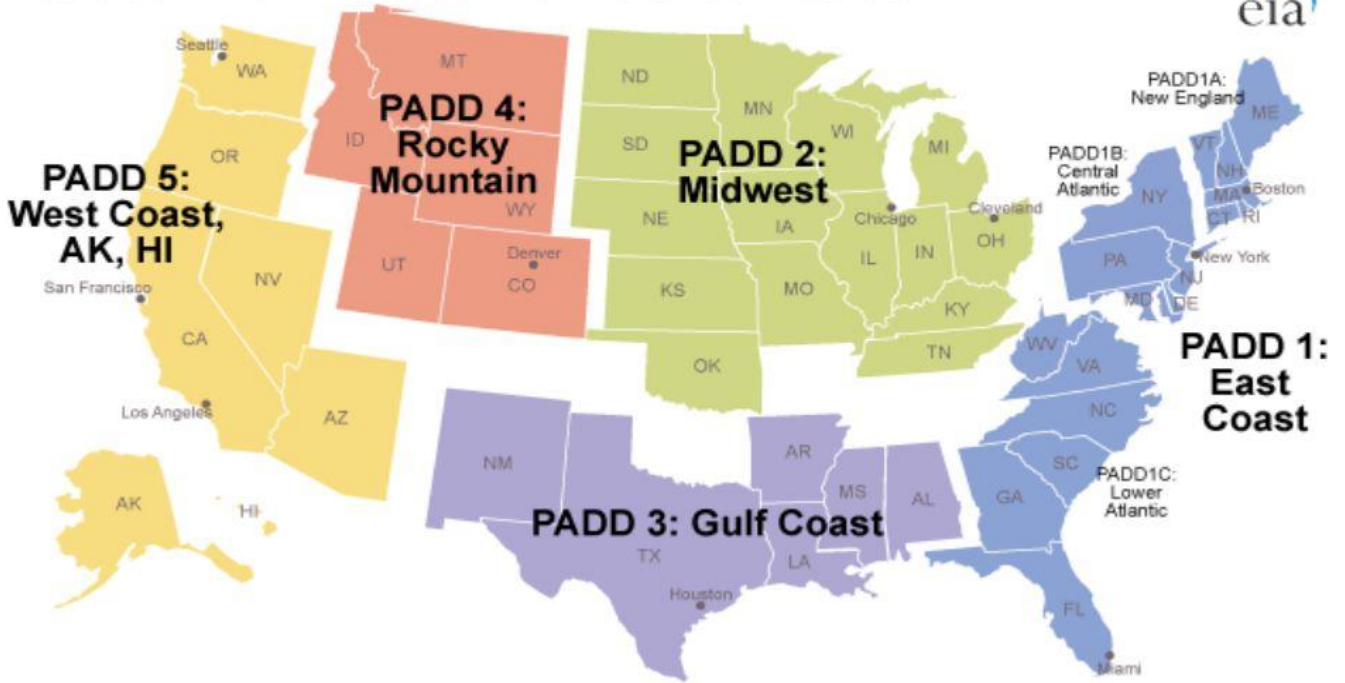 eia
Seattle
WA
MT
ND
MN
PADD1A:
New England
ME
PADD 4:
Rocky
Mountain
ID
OR
SD
WI
MI
PADD 2:
Midwest
PADD1B:
Central
Atlantic
VT
NH
MA
Boston
NY
CT
RI
PADD 5:
West Coast,
AK, HI
WY
NE
IA
Chicago
Cleveland
OH
IL
IN
PA
New York
NJ
MD
DE
UT
Denver
CO
NV
San Francisco
KS
MO
KY
CA
OK
TN
WV
VA
PADD 1:
East
Coast
Los Angeles
AZ
NC
AR
NM
SC
PADD1C:
Lower
Atlantic
AK
HI
MS
AL
GA
PADD 3: Gulf Coast
TX
LA
Houston
FL
Miami